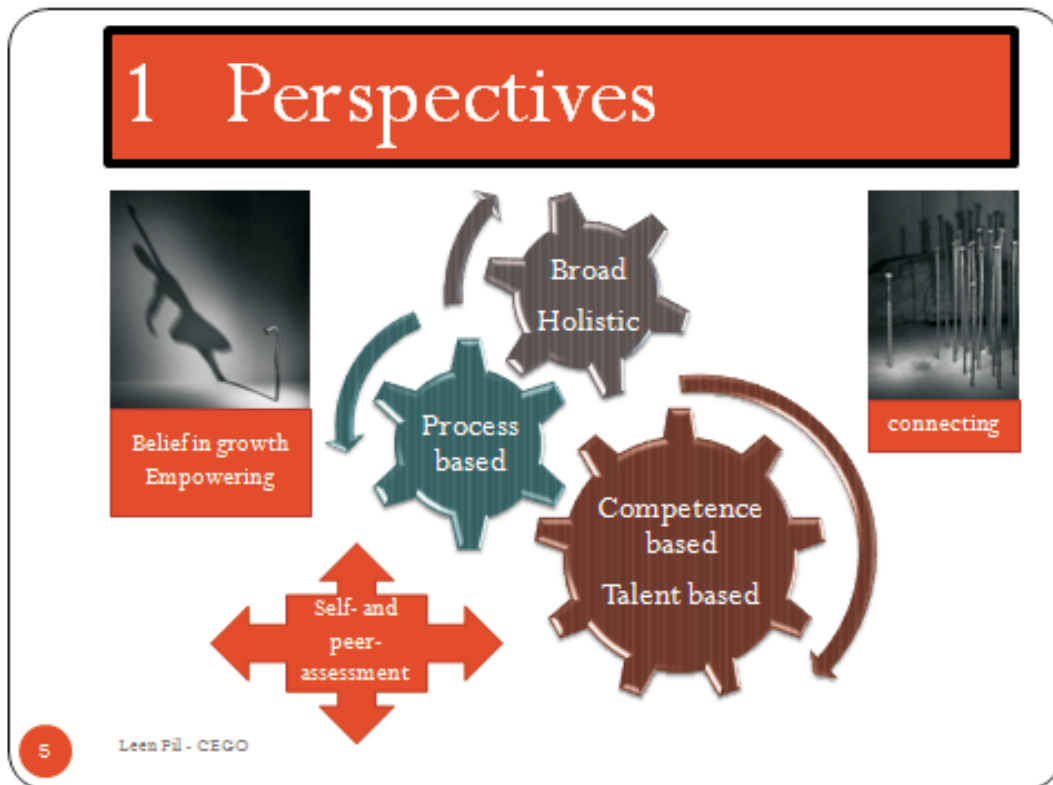 1 Perspectives
Broad
Holistic
Process
based
Competence
based
Talent based
Belief in growth
Empowering
connecting
Self- and
peer-
assessment
5
Leen Pil - CEGO